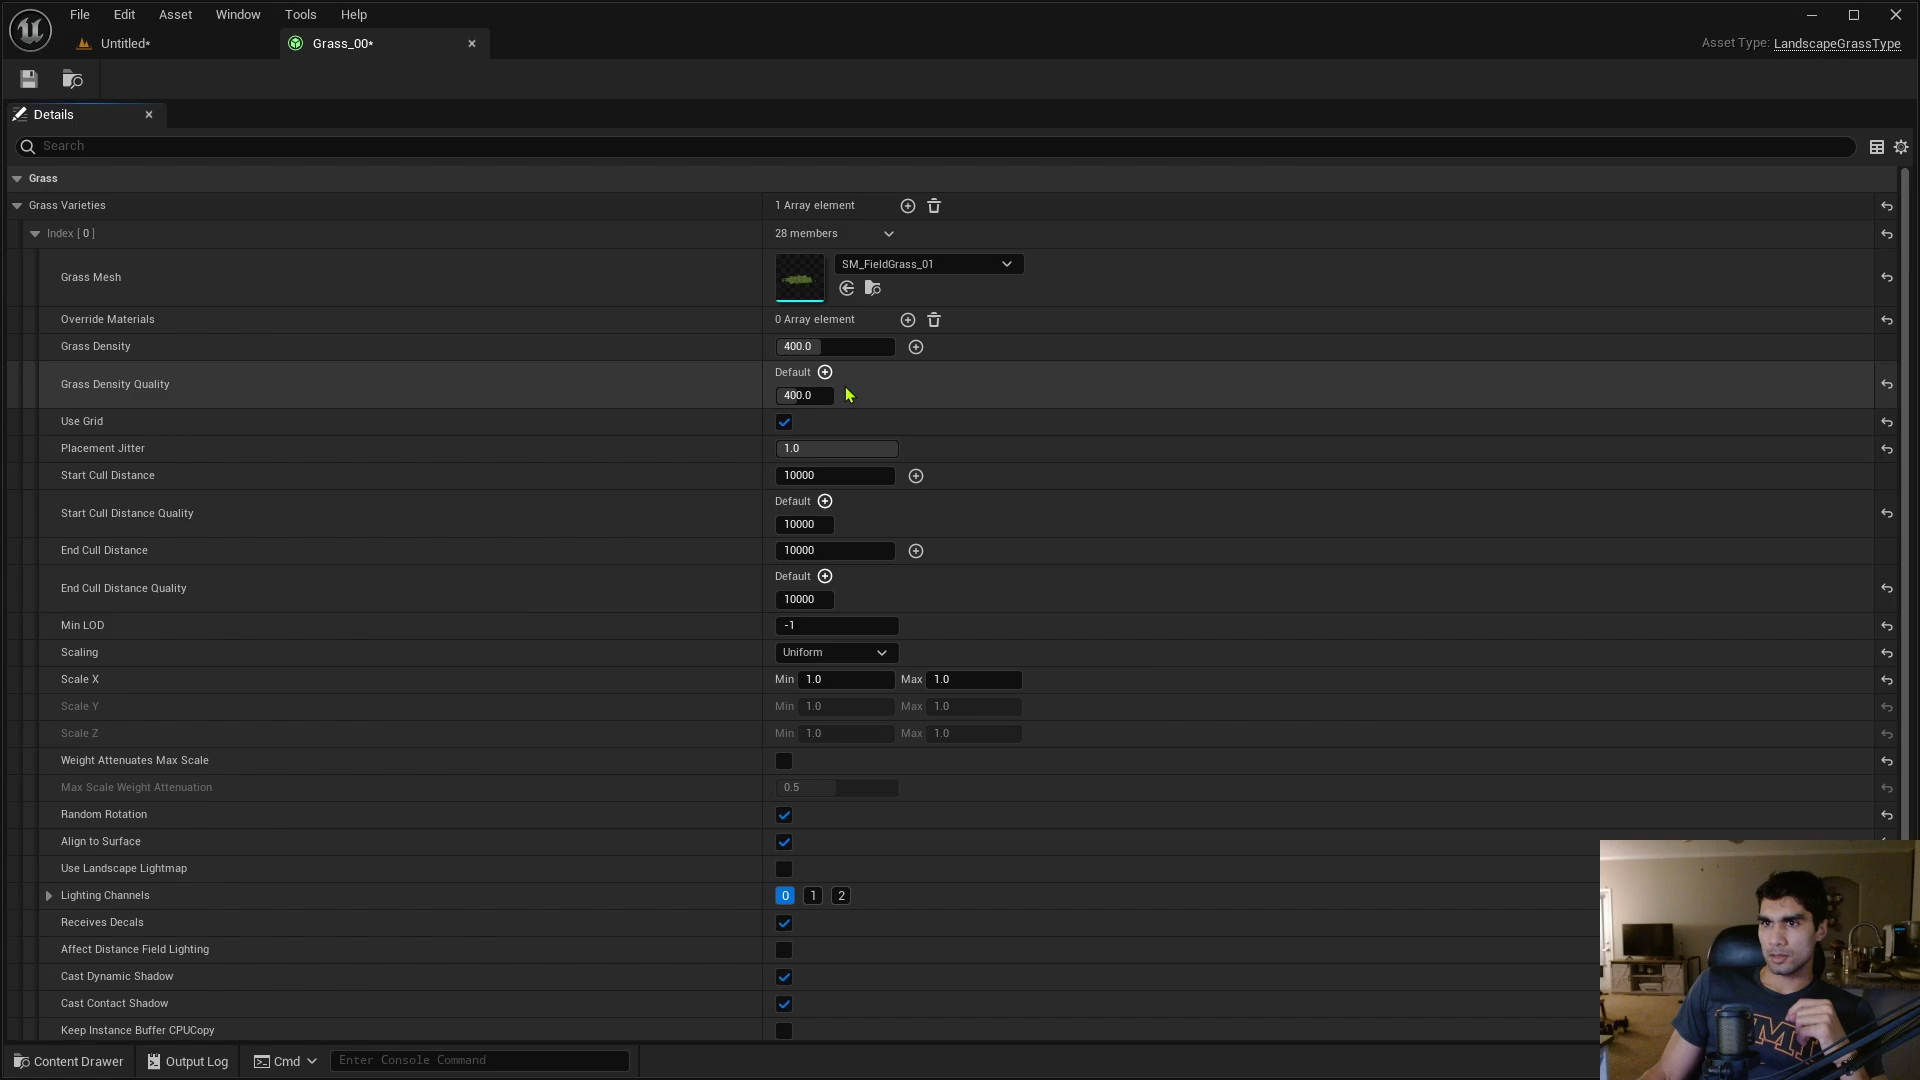 File Edit Asset Window Tools Help
Untitled*
Grass_00*
Asset Type: LandscapeGrassType
Details
Search
Grass
Grass Varieties
1 Array element
Index [ 0 ]
28 members
Grass Mesh
SM_FieldGrass_01
Override Materials
0 Array element
Grass Density
400.0
Grass Density Quality
Default
400.0
Use Grid
Placement Jitter
1.0
Start Cull Distance
10000
Start Cull Distance Quality
Default
10000
End Cull Distance
10000
End Cull Distance Quality
Default
10000
Min LOD
-1
Scaling
Uniform
Scale X
Min 1.0 Max 1.0
Scale Y
Min 1.0 Max 1.0
Scale Z
Min 1.0 Max 1.0
Weight Attenuates Max Scale
Max Scale Weight Attenuation
0.5
Random Rotation
Align to Surface
Use Landscape Lightmap
Lighting Channels
0 1 2
Receives Decals
Affect Distance Field Lighting
Cast Dynamic Shadow
Cast Contact Shadow
Keep Instance Buffer CPUCopy
Content Drawer
Output Log
Cmd
Enter Console Command